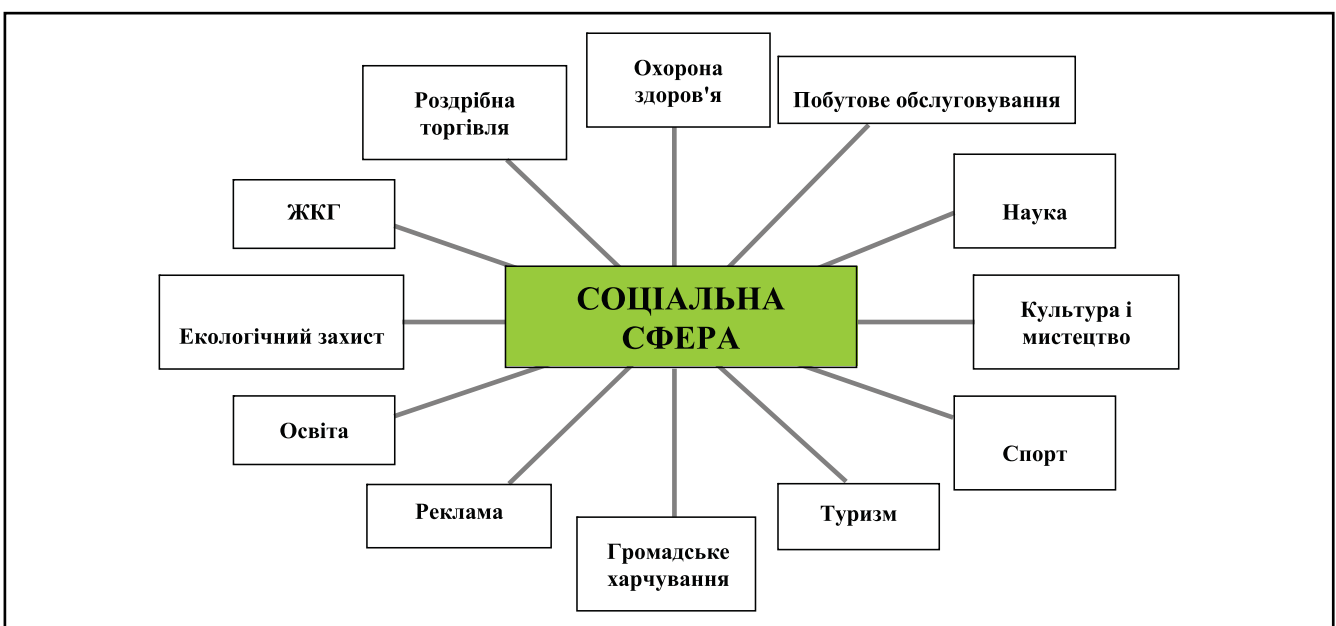 Охорона
здоров'я
Побутове обслуговування
Роздрібна
торгівля
ЖКГ
Наука
СОЦІАЛЬНА
СФЕРА
Культура і
мистецтво
Екологічний захист
Освіта
Спорт
Реклама
Туризм
Громадське
харчування